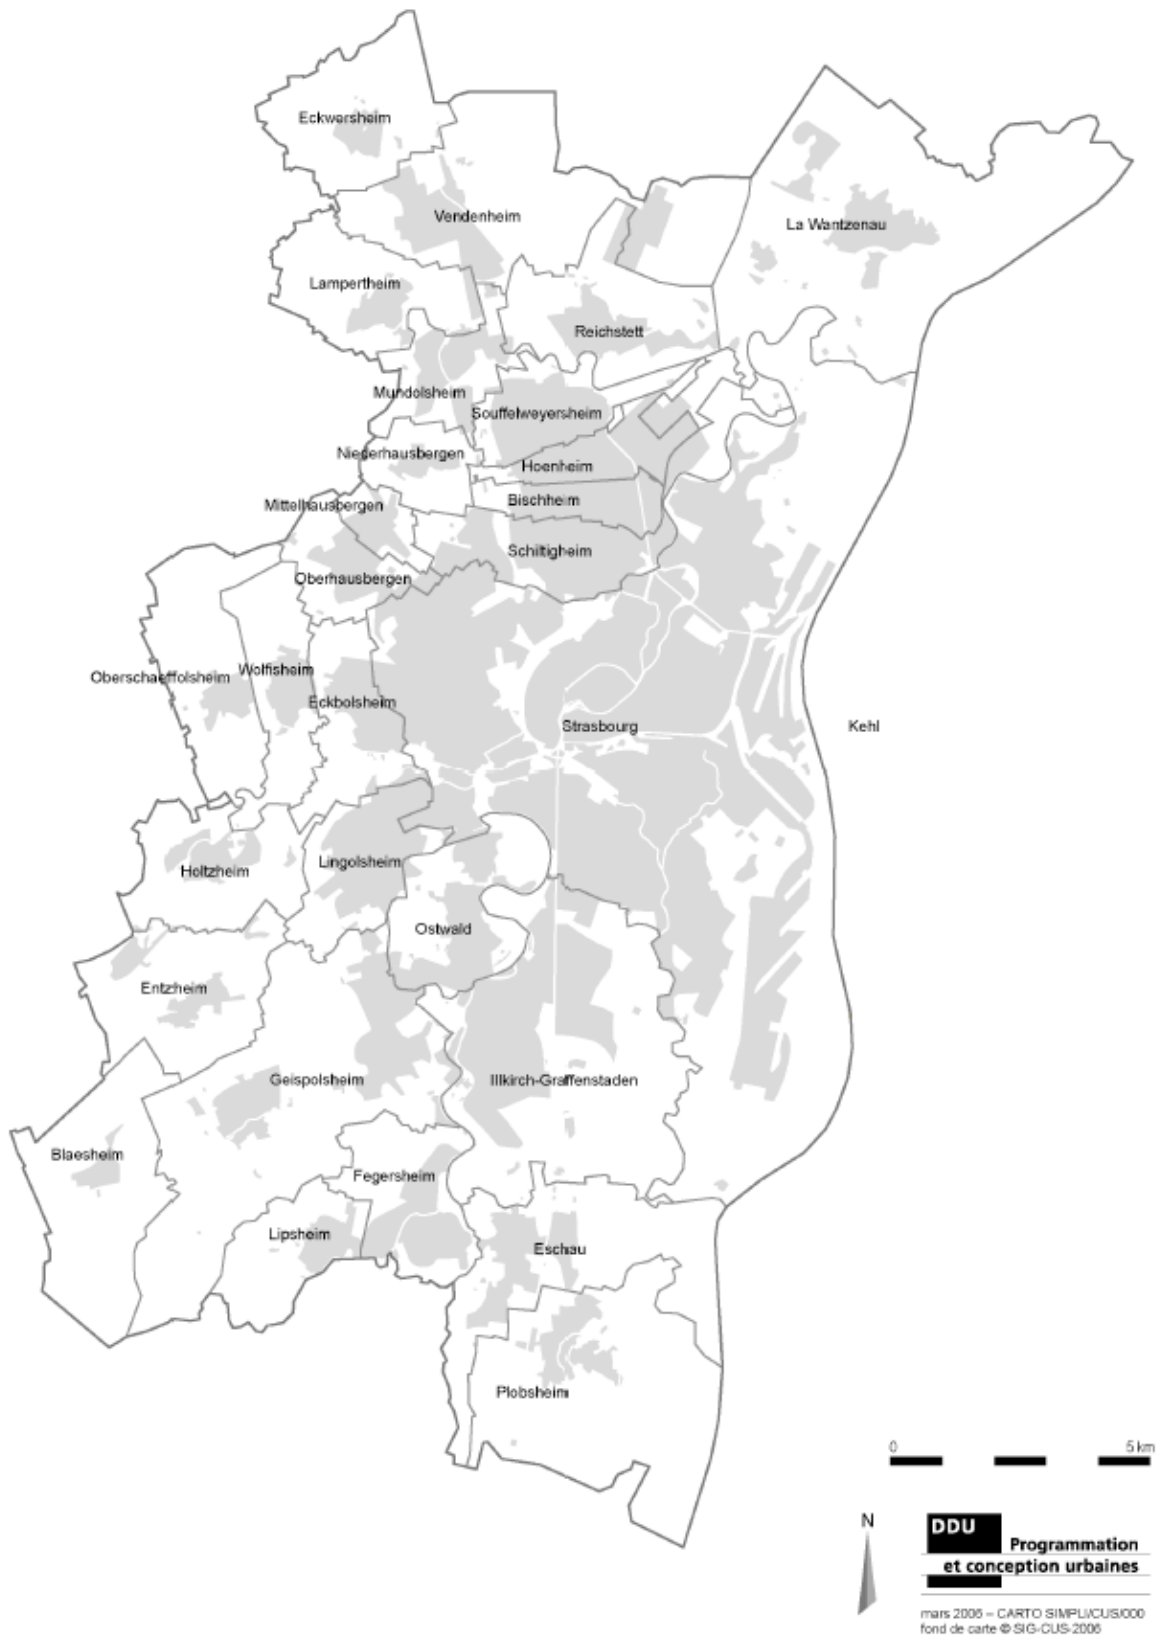 Eckwersheim
Vendenheim
La Wantzenau
Lampertheim
Reichstett
Mundolsheim
Souffelweyersheim
Niederhausbergen
Hoenheim
Bischheim
Mittelhausbergen
Schiltigheim
Oberhausbergen
Wolfisheim
Oberschaeffolsheim
Eckbolsheim
Strasbourg
Kehl
Lingolsheim
Holtzheim
Ostwald
Entzheim
Geispolsheim
Illkirch-Graffenstaden
Blaesheim
Fegersheim
Lipsheim
Eschau
Plobsheim
0 5 km
N
DDU
Programmation
et conception urbaines
mars 2006 – CARTO SIMPLI/CUS/000
fond de carte © SIG-CUS-2006